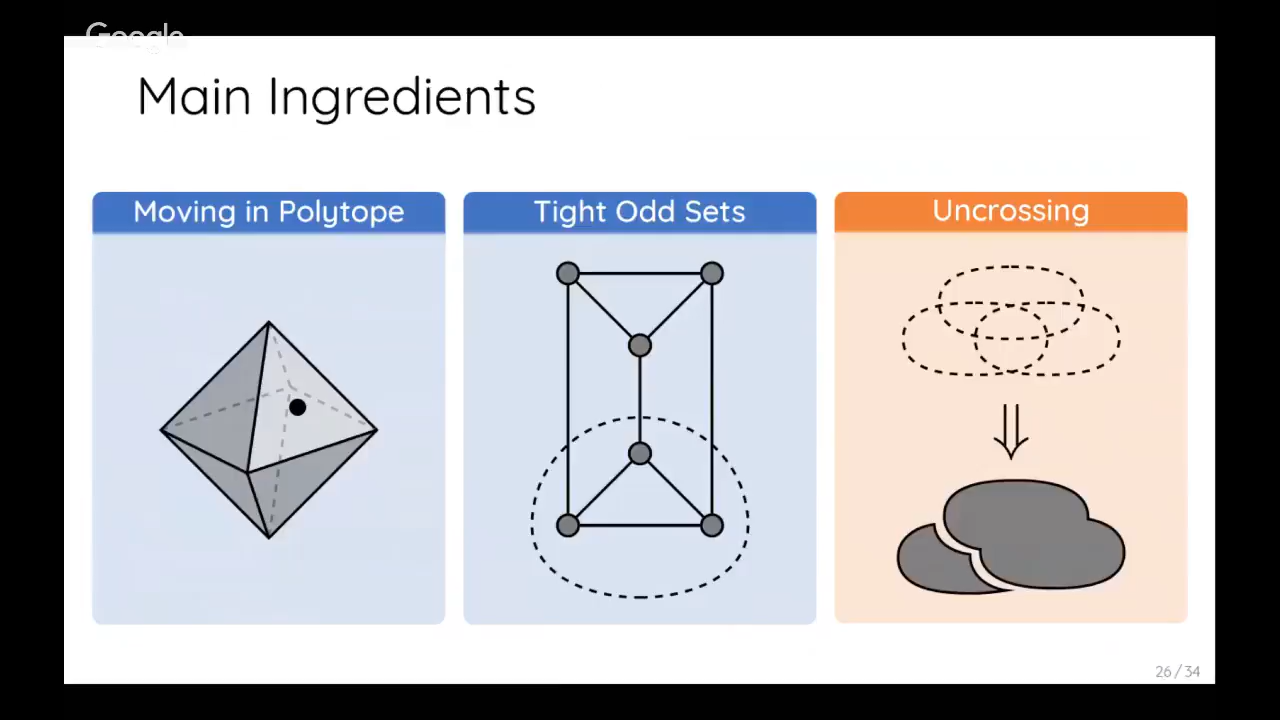 Google
Main Ingredients
Moving in Polytope
Tight Odd Sets
Uncrossing
26 / 34